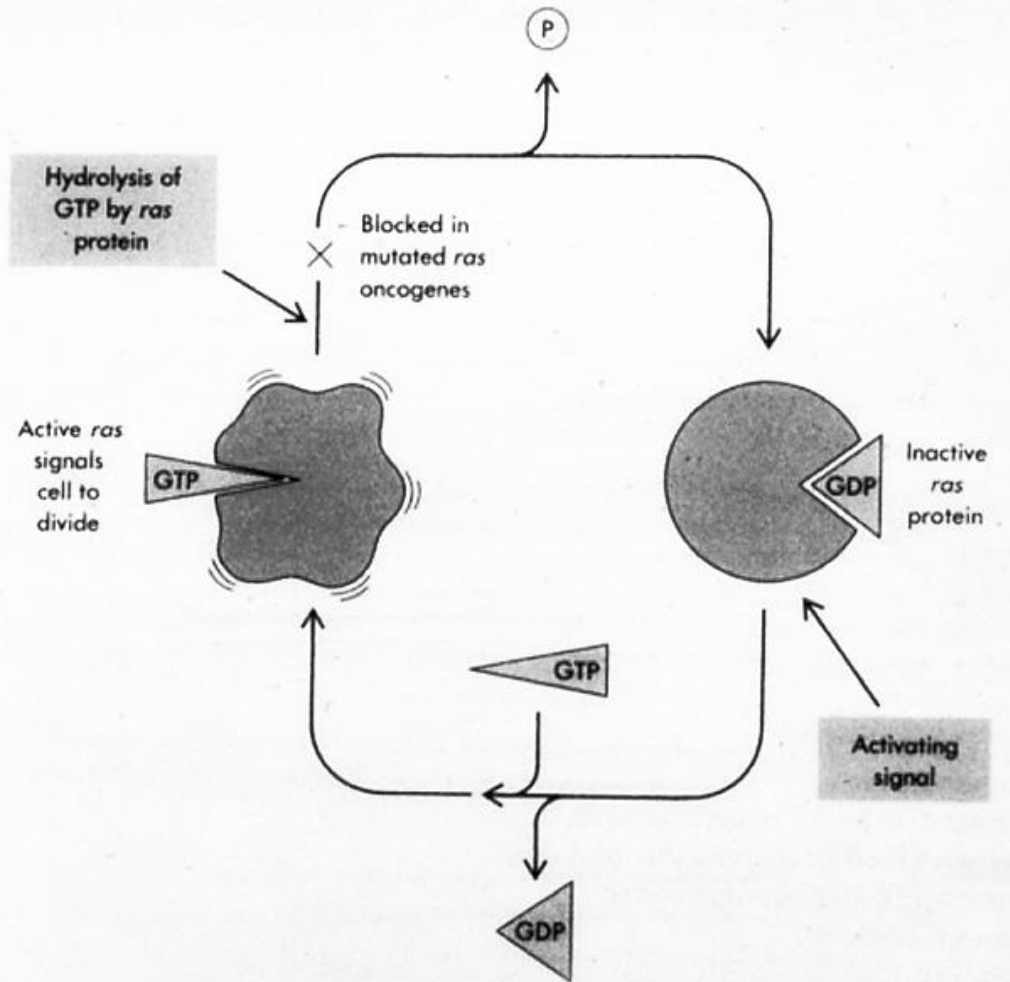 P
Hydrolysis of
GTP by ras
protein
Blocked in
mutated ras
oncogenes
Active ras
signals
cell to
divide
GTP
GDP
Inactive
ras
protein
GTP
Activating
signal
GDP